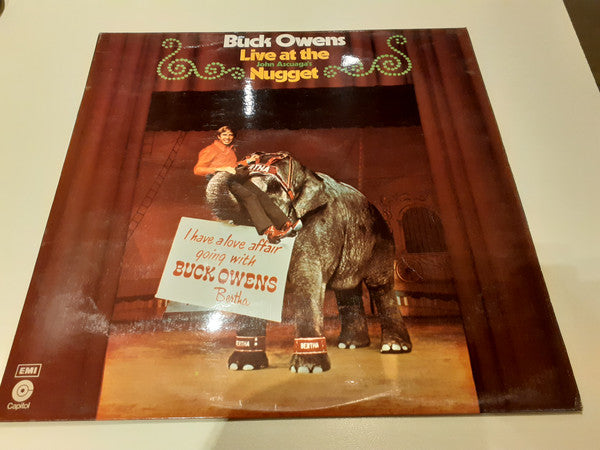 Buck Owens
Live at the
John Ascuaga's
Nugget
BERTHA
I have a love affair
going with
BUCK OWENS
Bertha
ERTHA
BERTHA
EMI
Capitol